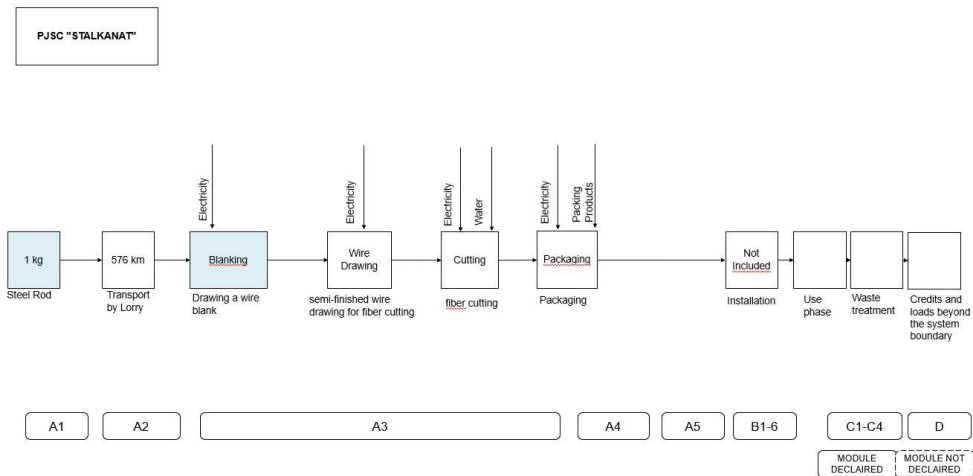 PJSC "STALKANAT"
Electricity
Electricity
Electricity
Water
Electricity
Packing
Products
1 kg
576 km
Blanking
Wire
Drawing
Cutting
Packaging
Not
Included
Steel Rod
Transport
by Lorry
Drawing a wire
blank
semi-finished wire
drawing for fiber cutting
fiber cutting
Packaging
Installation
Use
phase
Waste
treatment
Credits and
loads beyond
the system
boundary
A1
A2
A3
A4
A5
B1-6
C1-C4
D
MODULE
DECLAIRED
MODULE NOT
DECLAIRED